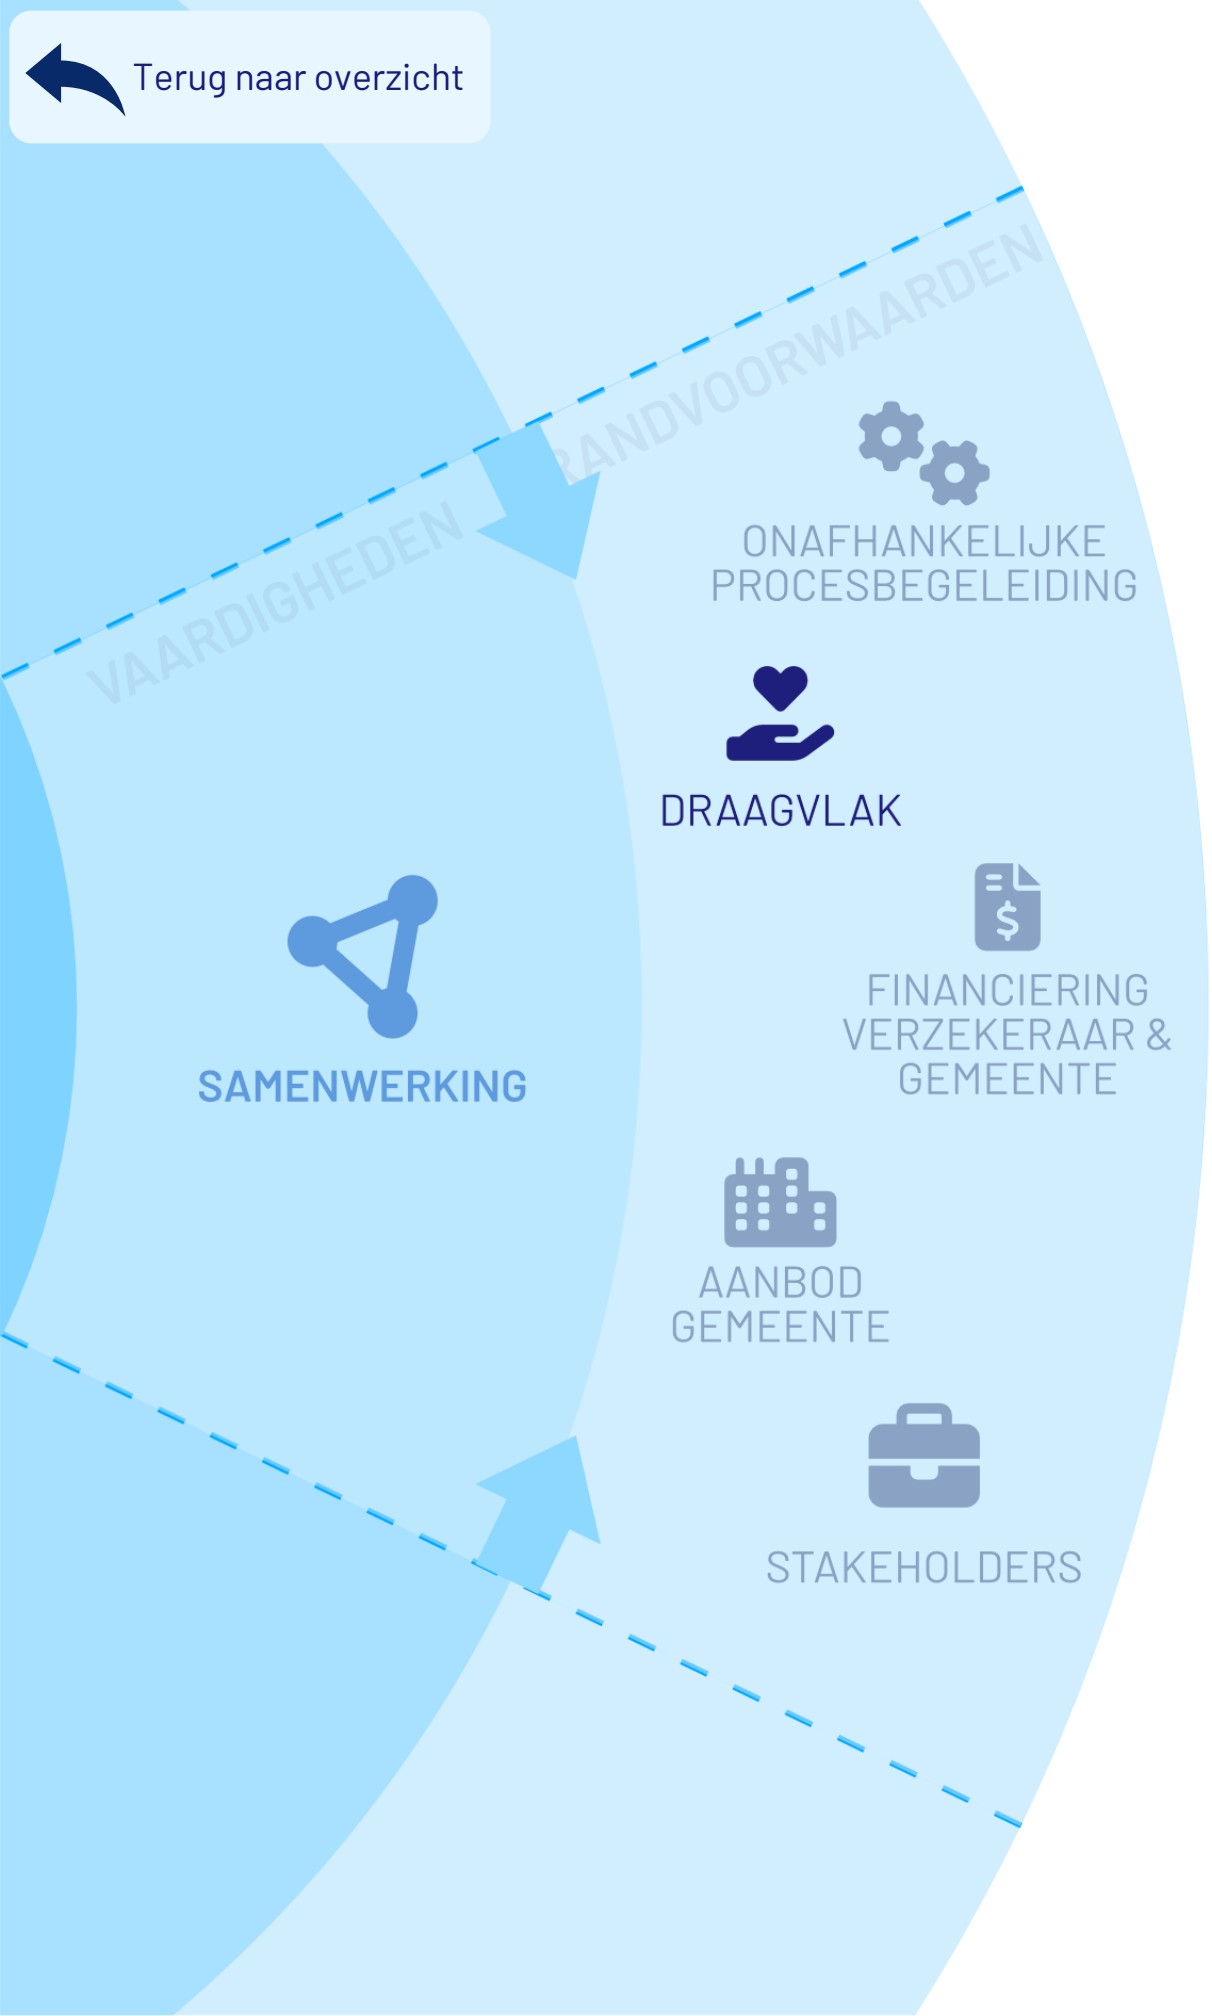 Terug naar overzicht
RANDVOORWAARDEN
VAARDIGHEDEN
ONAFHANKELIJKE
PROCESBEGELEIDING
DRAAGVLAK
FINANCIERING
VERZEKERAAR &
GEMEENTE
SAMENWERKING
AANBOD
GEMEENTE
STAKEHOLDERS